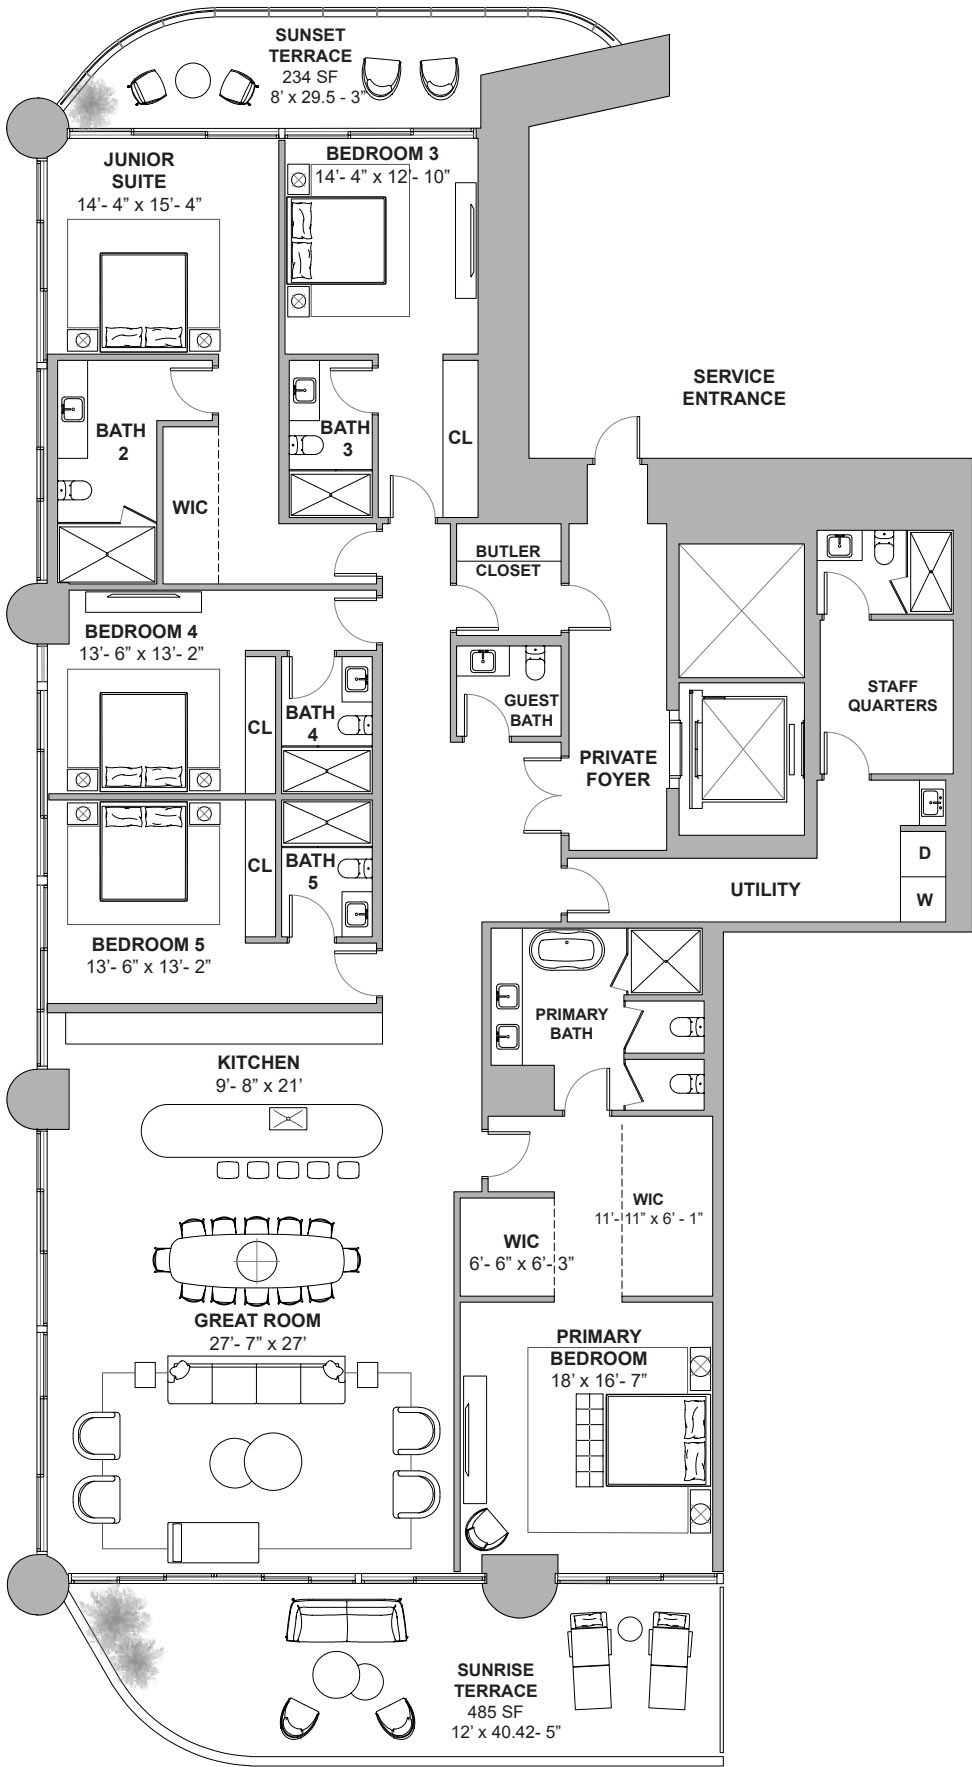 SUNSET
TERRACE
234 SF
8’ x 29.5 - 3”
JUNIOR
SUITE
14’- 4” x 15’- 4”
BEDROOM 3
14’- 4” x 12’- 10”
SERVICE
ENTRANCE
BATH
2
BATH
3
CL
WIC
BUTLER
CLOSET
BEDROOM 4
13’- 6” x 13’- 2”
GUEST
BATH
STAFF
QUARTERS
CL
BATH
4
PRIVATE
FOYER
CL
BATH
5
D
W
UTILITY
BEDROOM 5
13’- 6” x 13’- 2”
PRIMARY
BATH
KITCHEN
9’- 8” x 21’
WIC
11’- 11” x 6’ - 1”
WIC
6’- 6” x 6’- 3”
GREAT ROOM
27’- 7” x 27’
PRIMARY
BEDROOM
18’ x 16’- 7”
SUNRISE
TERRACE
485 SF
12’ x 40.42- 5”